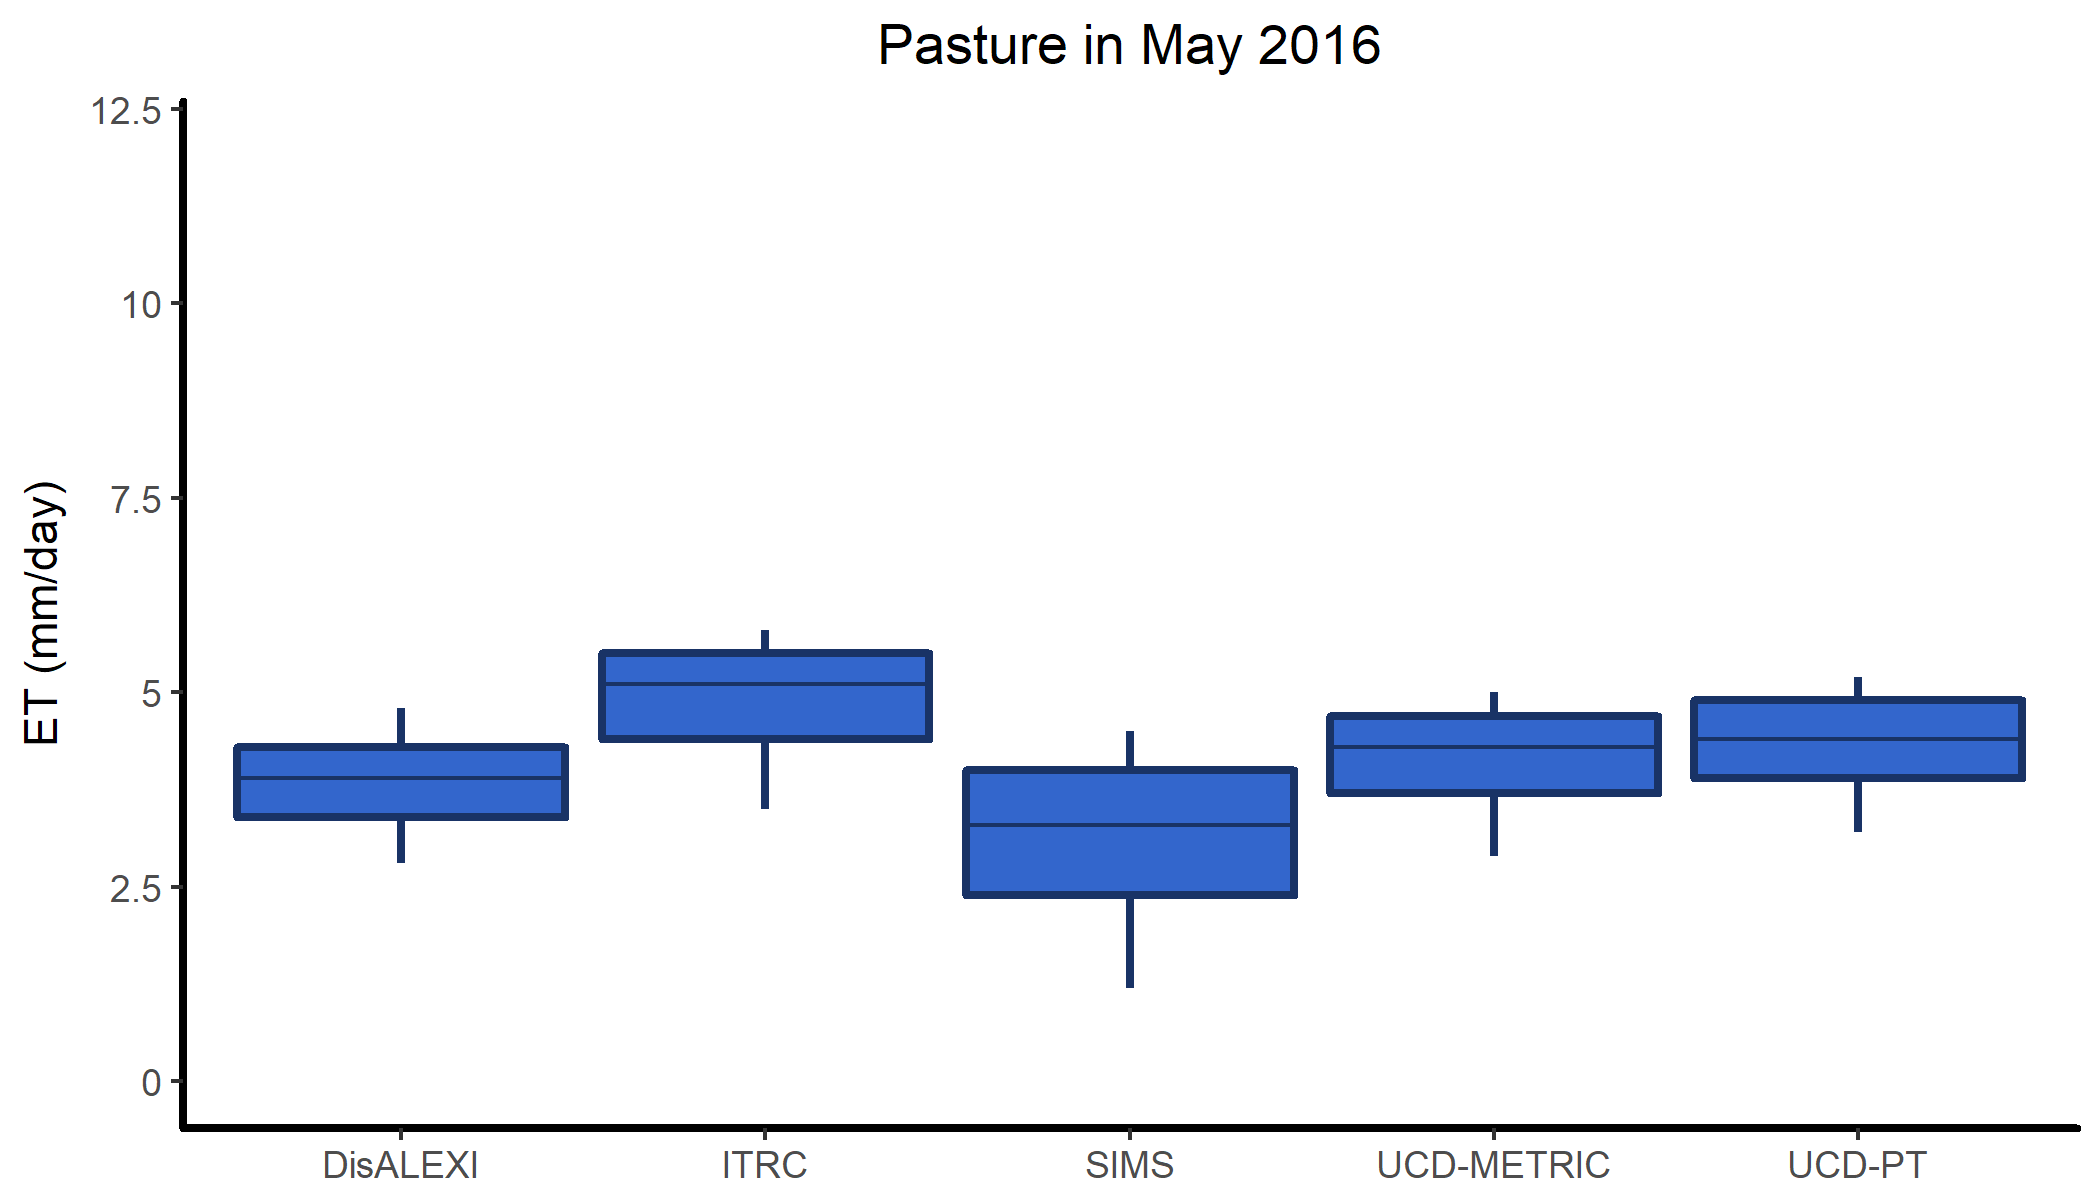 Pasture in May 2016
ET (mm/day)
12.5
10
7.5
5
2.5
0
DisALEXI
ITRC
SIMS
UCD-METRIC
UCD-PT